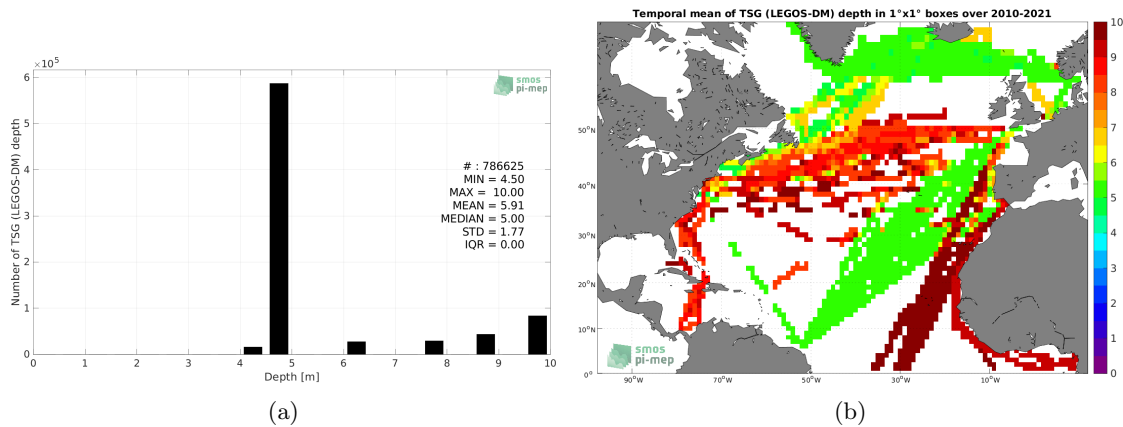 ×10⁵
6
5
4
3
2
1
0
Number of TSG (LEGOS-DM) depth
smos
pi-mep
# : 786625
MIN = 4.50
MAX = 10.00
MEAN = 5.91
MEDIAN = 5.00
STD = 1.77
IQR = 0.00
0 1 2 3 4 5 6 7 8 9 10
Depth [m]
(a)
Temporal mean of TSG (LEGOS-DM) depth in 1°x1° boxes over 2010-2021
50°N
40°N
30°N
20°N
10°N
0°
90°W 70°W 50°W 30°W 10°W
smos
pi-mep
10
9
8
7
6
5
4
3
2
1
0
(b)